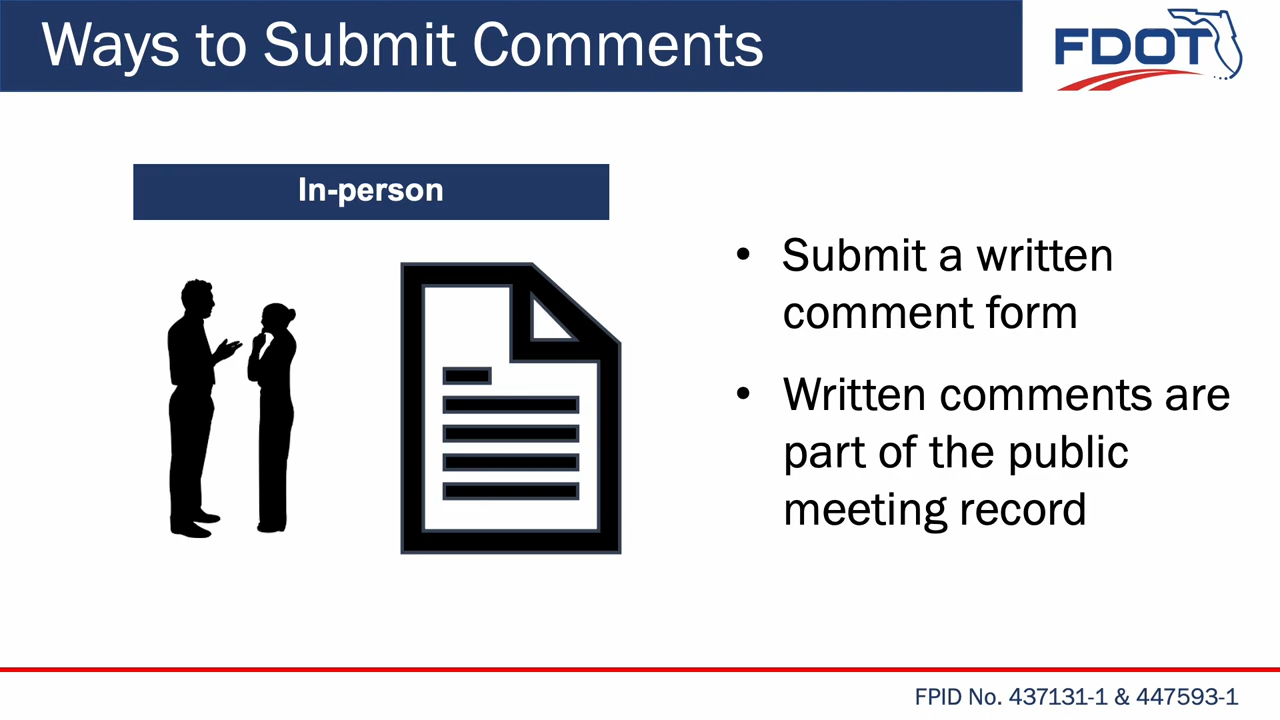 Ways to Submit Comments
FDOT
In-person
• Submit a written
comment form
• Written comments are
part of the public
meeting record
FPID No. 437131-1 & 447593-1